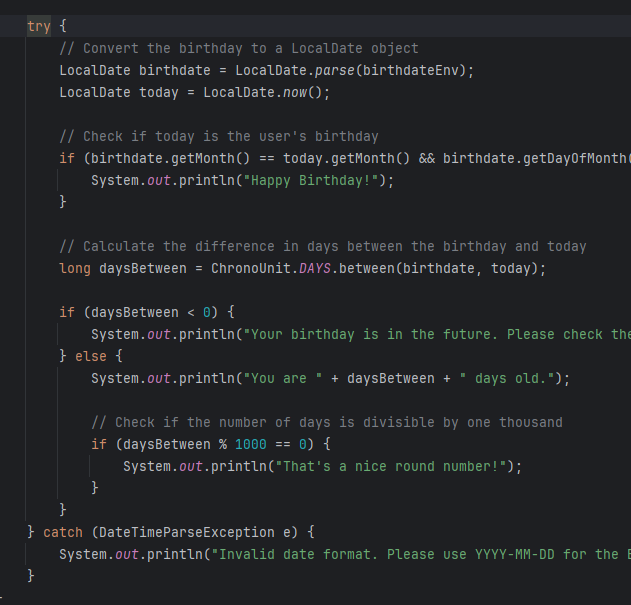 try {
// Convert the birthday to a LocalDate object
LocalDate birthdate = LocalDate.parse(birthdateEnv);
LocalDate today = LocalDate.now();
// Check if today is the user's birthday
if (birthdate.getMonth() == today.getMonth() && birthdate.getDayOfMonth(
System.out.println("Happy Birthday!");
}
// Calculate the difference in days between the birthday and today
long daysBetween = ChronoUnit.DAYS.between(birthdate, today);
if (daysBetween < 0) {
System.out.println("Your birthday is in the future. Please check the
} else {
System.out.println("You are " + daysBetween + " days old.");
// Check if the number of days is divisible by one thousand
if (daysBetween % 1000 == 0) {
System.out.println("That's a nice round number!");
}
}
} catch (DateTimeParseException e) {
System.out.println("Invalid date format. Please use YYYY-MM-DD for the
}